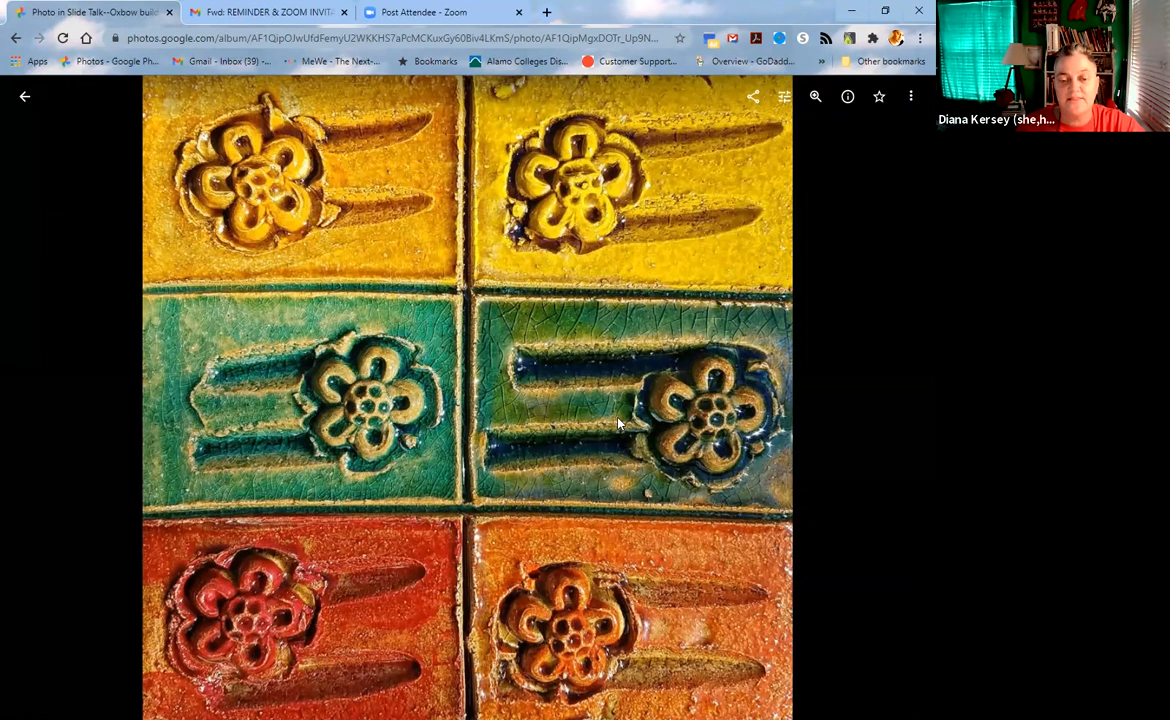 Photo in Slide Talk--Oxbow build
Fwd: REMINDER & ZOOM INVITA
Post Attendee - Zoom
photos.google.com/album/AF1QipOJwUfdFemyU2WKKHS7aPcMCKuxGy60Biv4LKmS/photo/AF1QipMgxDOTr_Up9N...
Apps
Photos - Google Ph...
Gmail - Inbox (39) -...
MeWe - The Next-...
Bookmarks
Alamo Colleges Dis...
Customer Support...
Overview - GoDadd...
»
Other bookmarks
Diana Kersey (she,h...